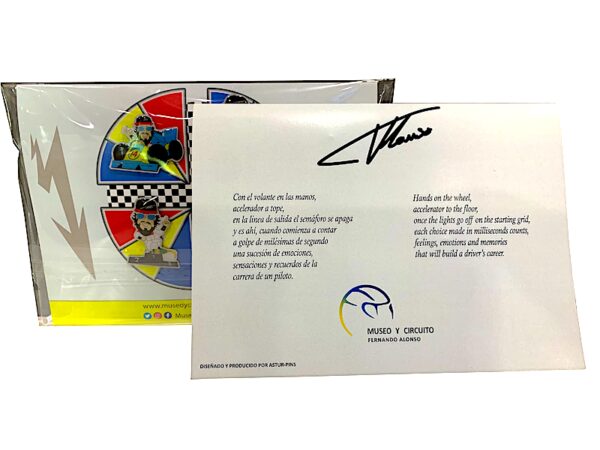 Con el volante en las manos,
acelerador a tope,
en la línea de salida el semáforo se apaga
y es ahí, cuando comienza a contar
a golpe de milésimas de segundo
una sucesión de emociones,
sensaciones y recuerdos de la
carrera de un piloto.
Hands on the wheel,
accelerator to the floor,
once the lights go off on the starting grid,
each choice made in milliseconds counts,
feelings, emotions and memories
that will build a driver's career.
MUSEO Y CIRCUITO
FERNANDO ALONSO
DISEÑADO Y PRODUCIDO POR ASTUR-PINS
www.museoyc
Muse